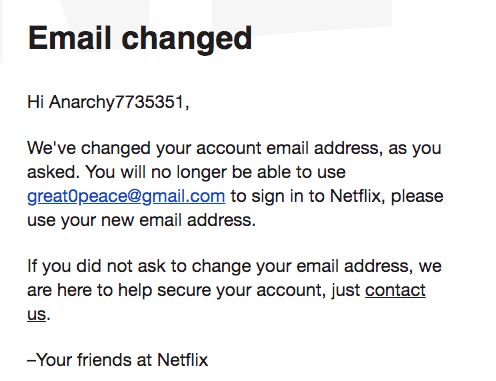 Email changed
Hi Anarchy7735351,
We've changed your account email address, as you
asked. You will no longer be able to use
great0peace@gmail.com to sign in to Netflix, please
use your new email address.
If you did not ask to change your email address, we
are here to help secure your account, just contact
us.
–Your friends at Netflix